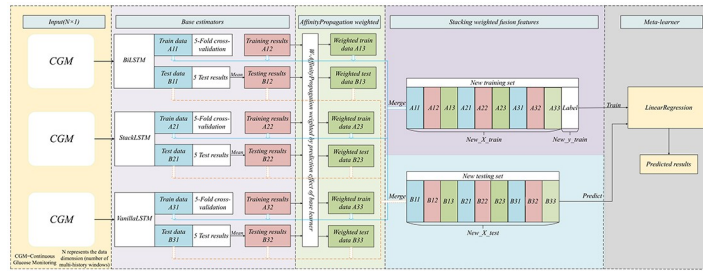 Input(N×1)
Base estimators
AffinityPropagation weighted
Stacking weighted fusion features
Meta-learner
CGM
BiLSTM
Train data
A11
5-Fold cross-
validation
Training results
A12
Weighted train
data A13
Test data
B11
5 Test results
Mean
Testing results
B12
Weighted test
data B13
CGM
StackLSTM
Train data
A21
5-Fold cross-
validation
Training results
A22
Weighted train
data A23
Test data
B21
5 Test results
Mean
Testing results
B22
Weighted test
data B23
CGM
VanillaLSTM
Train data
A11
5-Fold cross-
validation
Training results
A32
Weighted train
data A33
Test data
B31
5 Test results
Mean
Testing results
B32
Weighted test
data B33
W-AffinityPropagation weighted by prediction effect of base learner
Merge
New training set
A11 A12 A13 A21 A22 A23 A31 A32 A33 Label
New_X_train
New_y_train
Train
LinearRegression
Predicted results
Merge
New testing set
B11 B12 B13 B21 B22 B23 B31 B32 B33
New_X_test
Predict
CGM=Continuous
Glucose Monitoring
N represents the data
dimension (number of
multi-history windows)